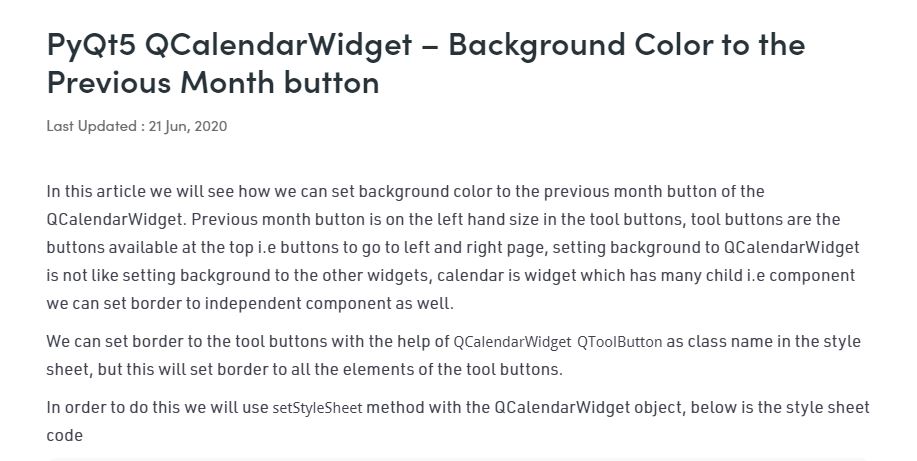 PyQt5 QCalendarWidget – Background Color to the
Previous Month button
Last Updated : 21 Jun, 2020
In this article we will see how we can set background color to the previous month button of the
QCalendarWidget. Previous month button is on the left hand size in the tool buttons, tool buttons are the
buttons available at the top i.e buttons to go to left and right page, setting background to QCalendarWidget
is not like setting background to the other widgets, calendar is widget which has many child i.e component
we can set border to independent component as well.
We can set border to the tool buttons with the help of QCalendarWidget QToolButton as class name in the style
sheet, but this will set border to all the elements of the tool buttons.
In order to do this we will use setStyleSheet method with the QCalendarWidget object, below is the style sheet
code